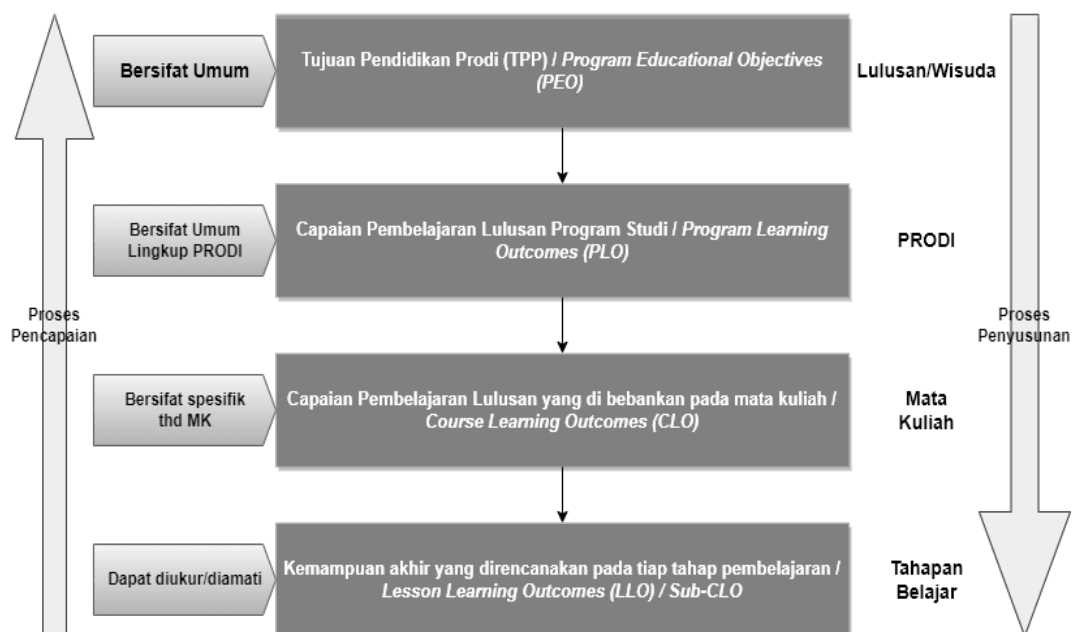 Bersifat Umum
Tujuan Pendidikan Prodi (TPP) / Program Educational Objectives
(PEO)
Lulusan/Wisuda
Bersifat Umum
Lingkup PRODI
Capaian Pembelajaran Lulusan Program Studi / Program Learning
Outcomes (PLO)
PRODI
Proses
Pencapaian
Proses
Penyusunan
Bersifat spesifik
thd MK
Capaian Pembelajaran Lulusan yang di bebankan pada mata kuliah /
Course Learning Outcomes (CLO)
Mata
Kuliah
Dapat diukur/diamati
Kemampuan akhir yang direncanakan pada tiap tahap pembelajaran /
Lesson Learning Outcomes (LLO) / Sub-CLO
Tahapan
Belajar